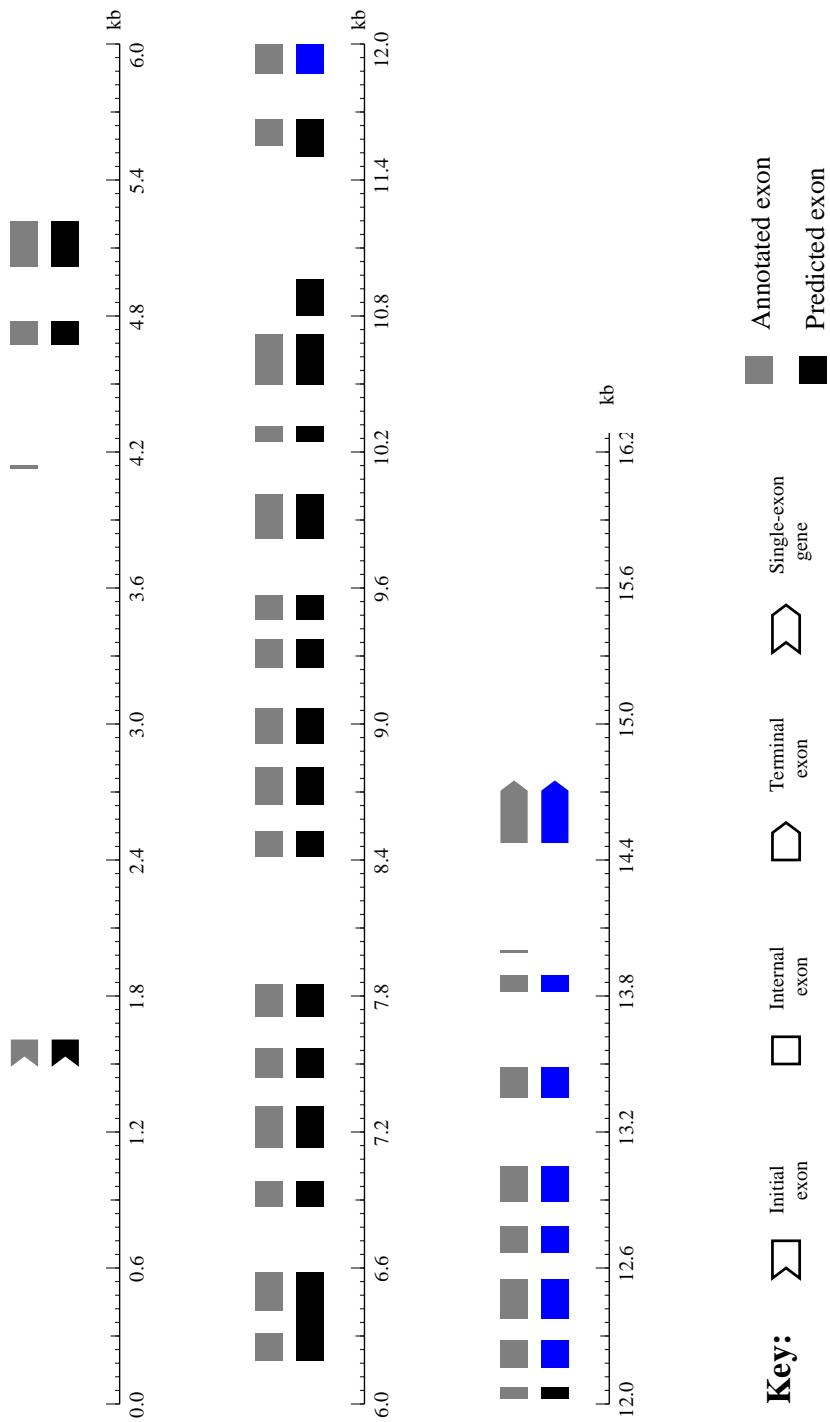 kb
0.0 0.6 1.2 1.8 2.4 3.0 3.6 4.2 4.8 5.4 6.0
kb
6.0 6.6 7.2 7.8 8.4 9.0 9.6 10.2 10.8 11.4 12.0
kb
12.0 12.6 13.2 13.8 14.4 15.0 15.6 16.2
Key:
Initial
exon
Internal
exon
Terminal
exon
Single-exon
gene
Annotated exon
Predicted exon